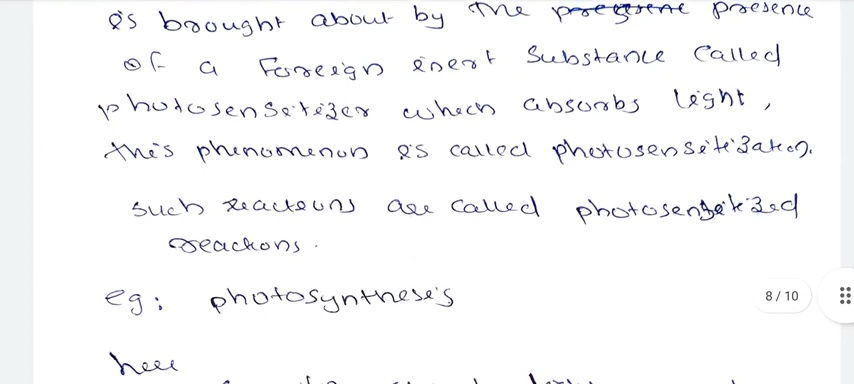 is brought about by the presence
of a foreign inert substance called
photosensitizer which absorbs light,
this phenomenon is called photosensitization.
such reactions are called photosensitized
reactions.
eg: photosynthesis
8 / 10
here